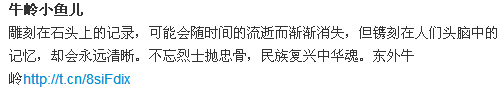 牛岭小鱼儿
雕刻在石头上的记录，可能会随时间的流逝而渐渐消失，但镌刻在人们头脑中的
记忆，却会永远清晰。不忘烈士抛忠骨，民族复兴中华魂。东外牛
岭http://t.cn/8siFdix